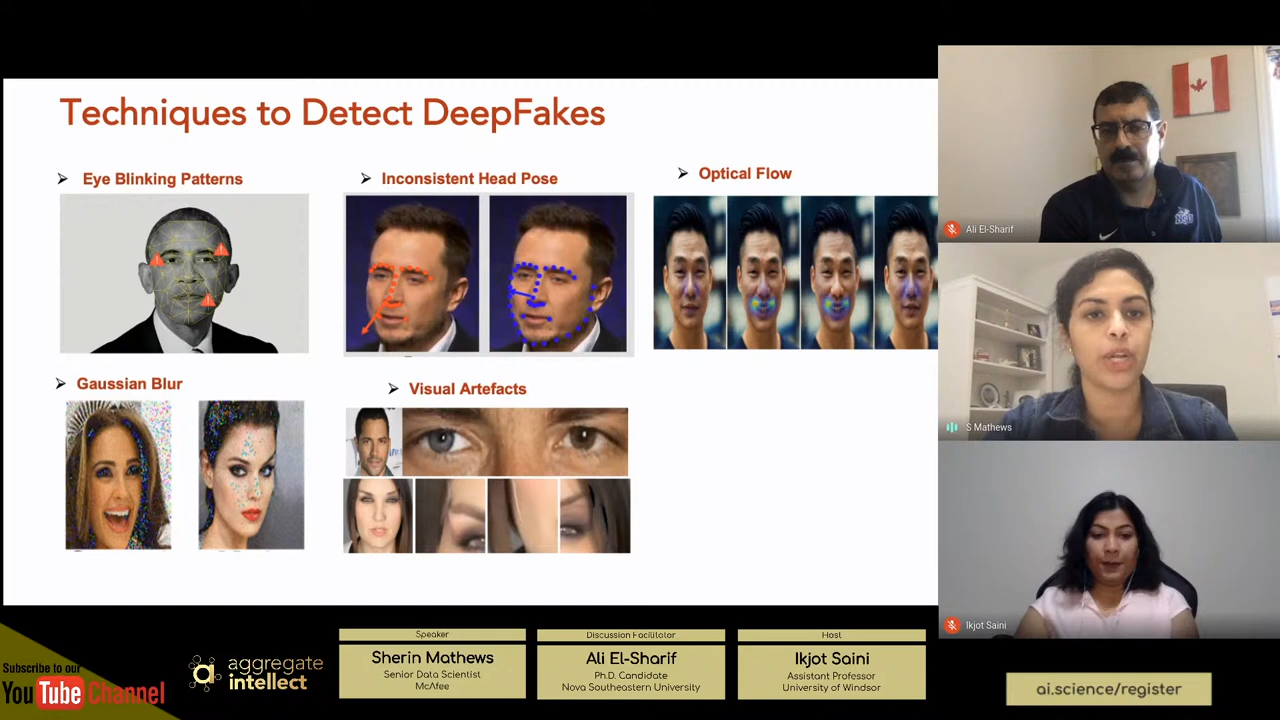 Techniques to Detect DeepFakes
Eye Blinking Patterns
Inconsistent Head Pose
Optical Flow
Gaussian Blur
Visual Artefacts
Ali El-Sharif
S Mathews
Ikjot Saini
Subscribe to our
YouTube Channel
aggregate
intellect
Speaker
Sherin Mathews
Senior Data Scientist
McAfee
Discussion Facilitator
Ali El-Sharif
Ph.D. Candidate
Nova Southeastern University
Host
Ikjot Saini
Assistant Professor
University of Windsor
ai.science/register